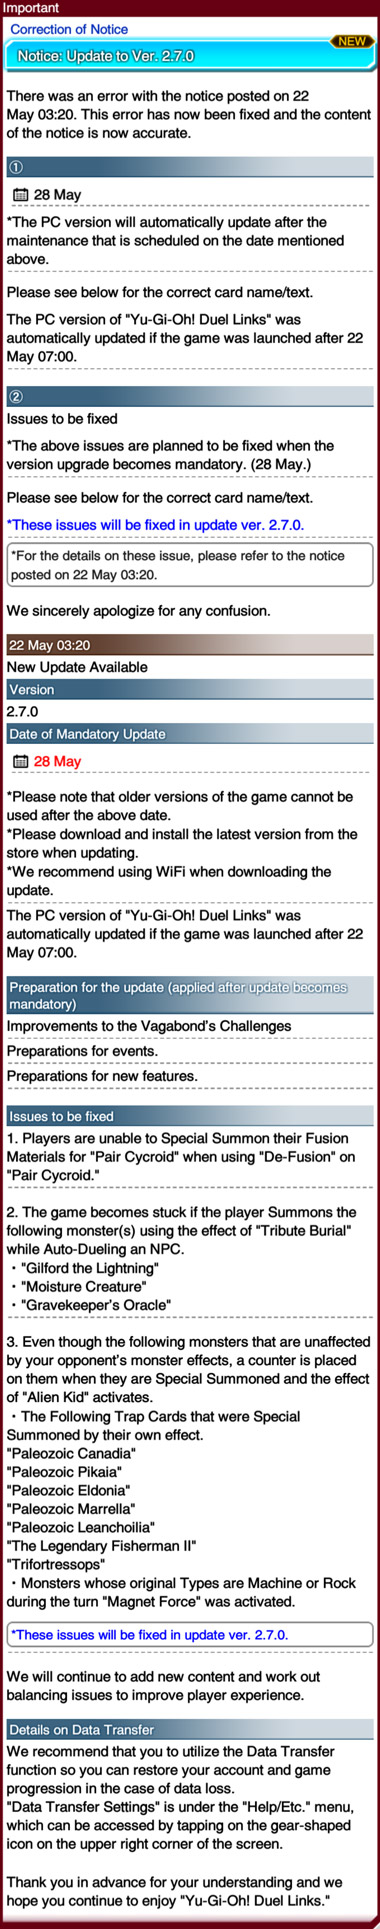 Important
Correction of Notice
NEW
Notice: Update to Ver. 2.7.0
There was an error with the notice posted on 22
May 03:20. This error has now been fixed and the content
of the notice is now accurate.
①
28 May
*The PC version will automatically update after the
maintenance that is scheduled on the date mentioned
above.
Please see below for the correct card name/text.
The PC version of "Yu-Gi-Oh! Duel Links" was
automatically updated if the game was launched after 22
May 07:00.
②
Issues to be fixed
*The above issues are planned to be fixed when the
version upgrade becomes mandatory. (28 May.)
Please see below for the correct card name/text.
*These issues will be fixed in update ver. 2.7.0.
*For the details on these issue, please refer to the notice
posted on 22 May 03:20.
We sincerely apologize for any confusion.
22 May 03:20
New Update Available
Version
2.7.0
Date of Mandatory Update
28 May
*Please note that older versions of the game cannot be
used after the above date.
*Please download and install the latest version from the
store when updating.
*We recommend using WiFi when downloading the
update.
The PC version of "Yu-Gi-Oh! Duel Links" was
automatically updated if the game was launched after 22
May 07:00.
Preparation for the update (applied after update becomes
mandatory)
Improvements to the Vagabond's Challenges
Preparations for events.
Preparations for new features.
Issues to be fixed
1. Players are unable to Special Summon their Fusion
Materials for "Pair Cycroid" when using "De-Fusion" on
"Pair Cycroid."
2. The game becomes stuck if the player Summons the
following monster(s) using the effect of "Tribute Burial"
while Auto-Dueling an NPC.
・"Gilford the Lightning"
・"Moisture Creature"
・"Gravekeeper's Oracle"
3. Even though the following monsters that are unaffected
by your opponent's monster effects, a counter is placed
on them when they are Special Summoned and the effect
of "Alien Kid" activates.
・The Following Trap Cards that were Special
Summoned by their own effect.
"Paleozoic Canadia"
"Paleozoic Pikaia"
"Paleozoic Eldonia"
"Paleozoic Marrella"
"Paleozoic Leanchoilia"
"The Legendary Fisherman II"
"Trifortressops"
・Monsters whose original Types are Machine or Rock
during the turn "Magnet Force" was activated.
*These issues will be fixed in update ver. 2.7.0.
We will continue to add new content and work out
balancing issues to improve player experience.
Details on Data Transfer
We recommend that you to utilize the Data Transfer
function so you can restore your account and game
progression in the case of data loss.
"Data Transfer Settings" is under the "Help/Etc." menu,
which can be accessed by tapping on the gear-shaped
icon on the upper right corner of the screen.
Thank you in advance for your understanding and we
hope you continue to enjoy "Yu-Gi-Oh! Duel Links."